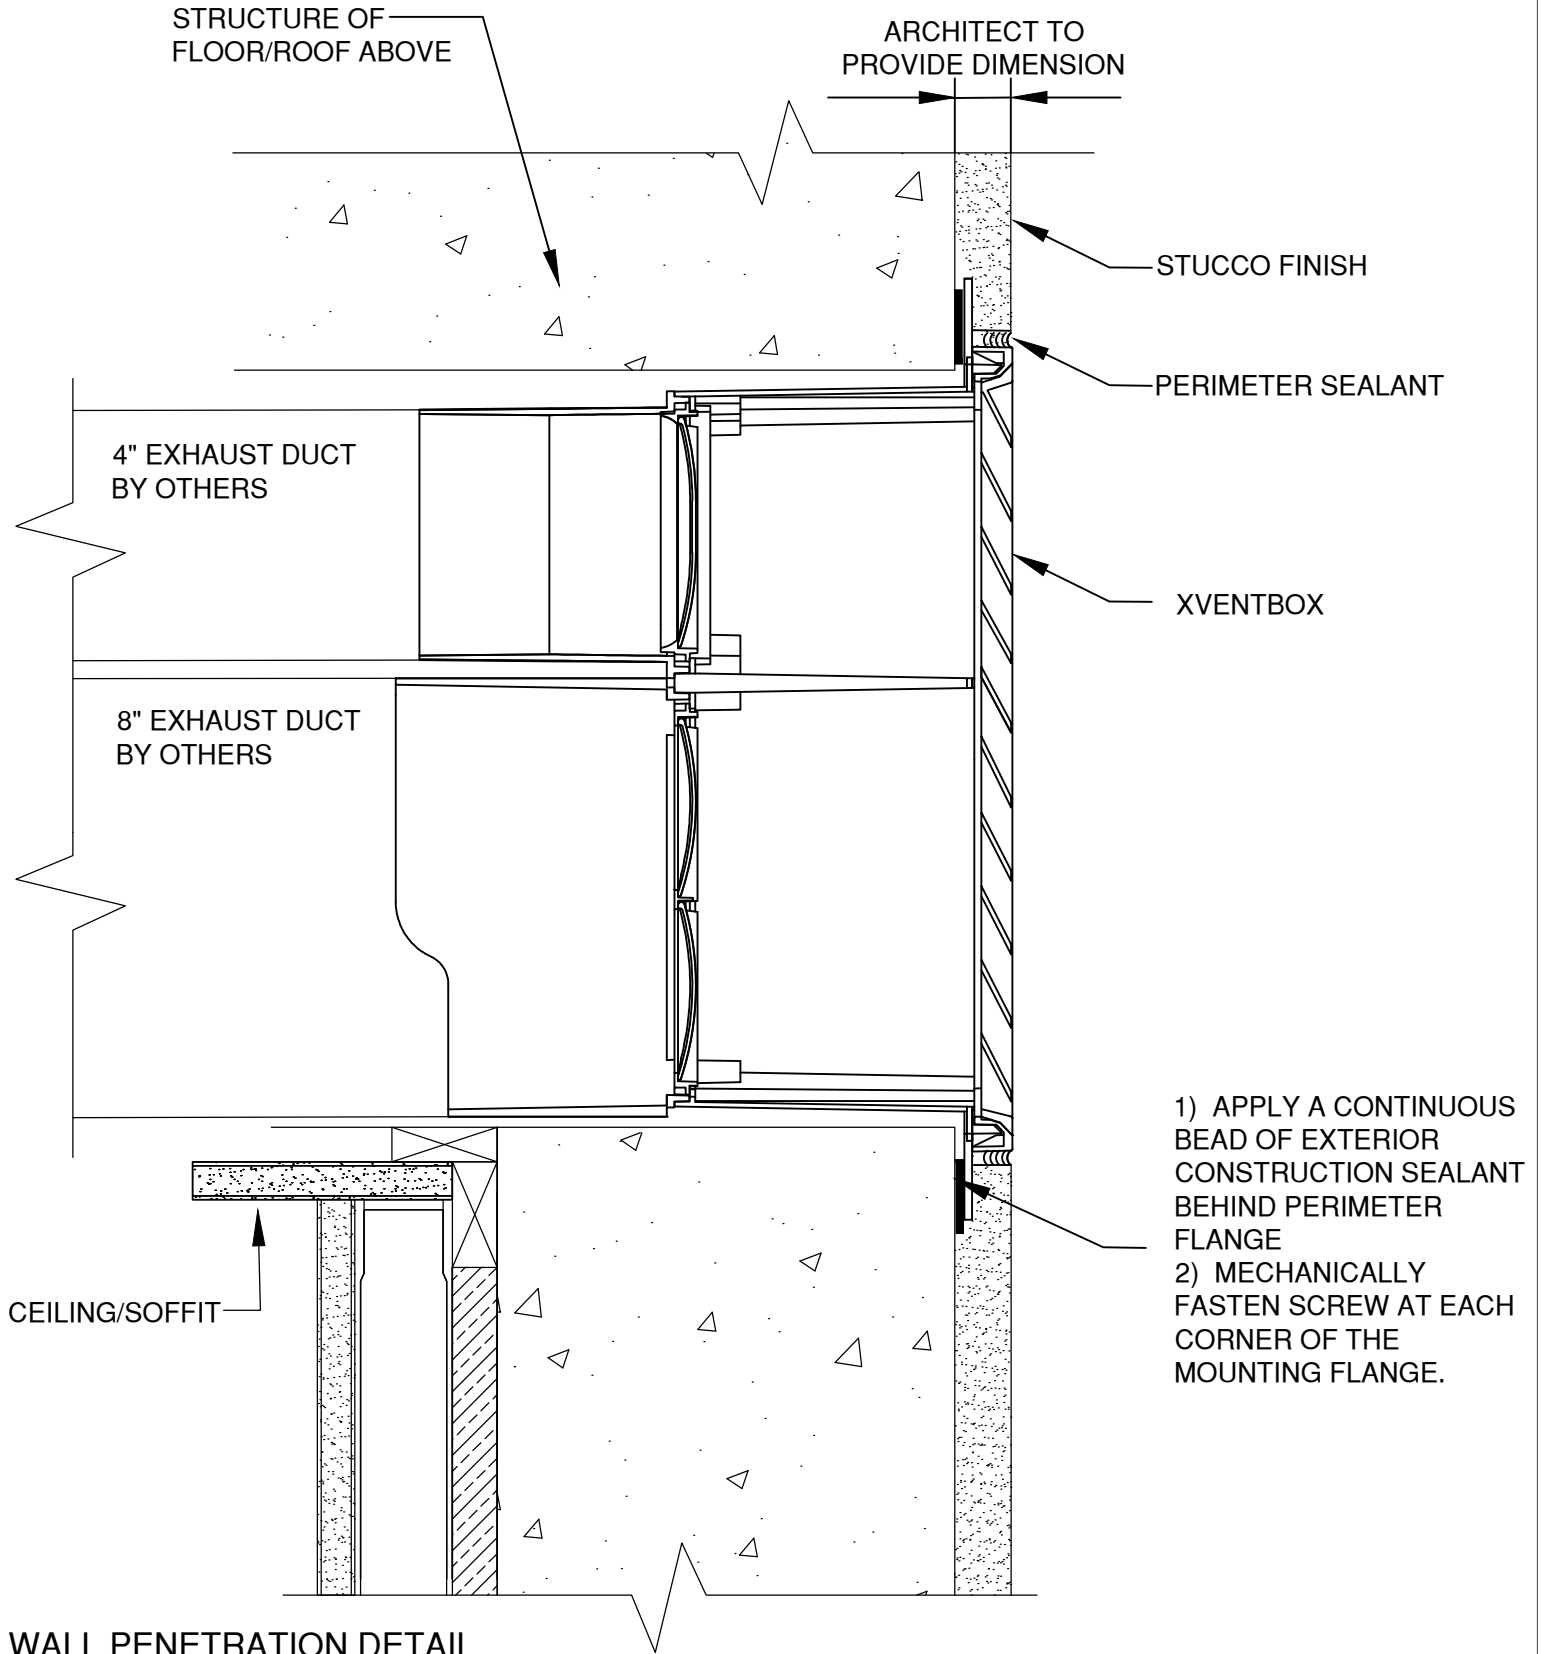 STRUCTURE OF
FLOOR/ROOF ABOVE
ARCHITECT TO
PROVIDE DIMENSION
STUCCO FINISH
PERIMETER SEALANT
4" EXHAUST DUCT
BY OTHERS
XVENTBOX
8" EXHAUST DUCT
BY OTHERS
1) APPLY A CONTINUOUS
BEAD OF EXTERIOR
CONSTRUCTION SEALANT
BEHIND PERIMETER
FLANGE
2) MECHANICALLY
FASTEN SCREW AT EACH
CORNER OF THE
MOUNTING FLANGE.
CEILING/SOFFIT
WALL PENETRATION DETAIL